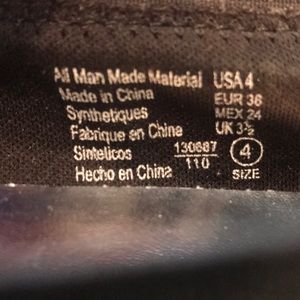 All Man Made Material USA 4
Made in China EUR 36
Synthetiques MEX 24
Fabrique en China UK 3½
Sinteticos 130687 4
Hecho en China 110 SIZE